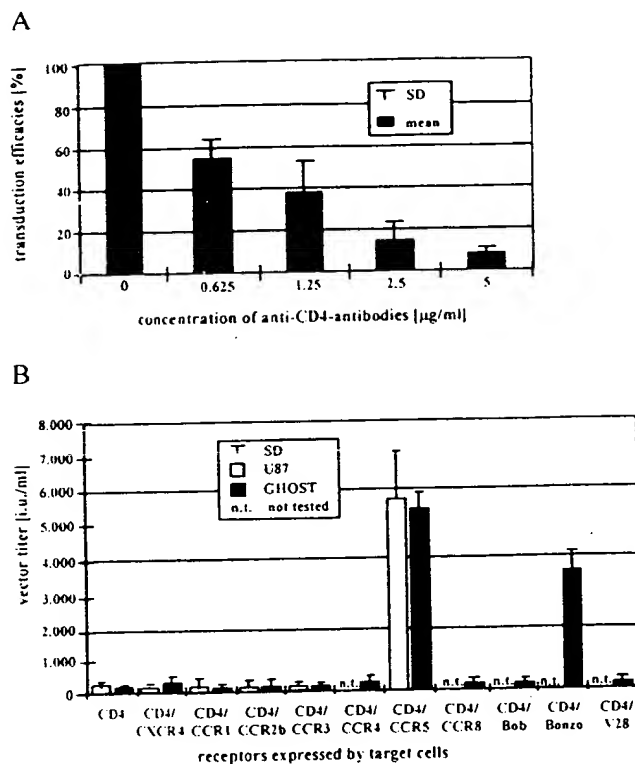 A
transduction efficacies [%]
100
80
60
40
20
0
SD
mean
0
0.625
1.25
2.5
5
concentration of anti-CD4-antibodies [µg/ml]
B
vector titer [i.u./ml]
8.000
7.000
6.000
5.000
4.000
3.000
2.000
1.000
0
SD
U87
GHOST
n.t. not tested
n.t.
n.t.
n.t.
n.t.
n.t.
CD4
CD4/ CXCR4
CD4/ CCR1
CD4/ CCR2b
CD4/ CCR3
CD4/ CCR4
CD4/ CCR5
CD4/ CCR8
CD4/ Bob
CD4/ Bonzo
CD4/ V28
receptors expressed by target cells